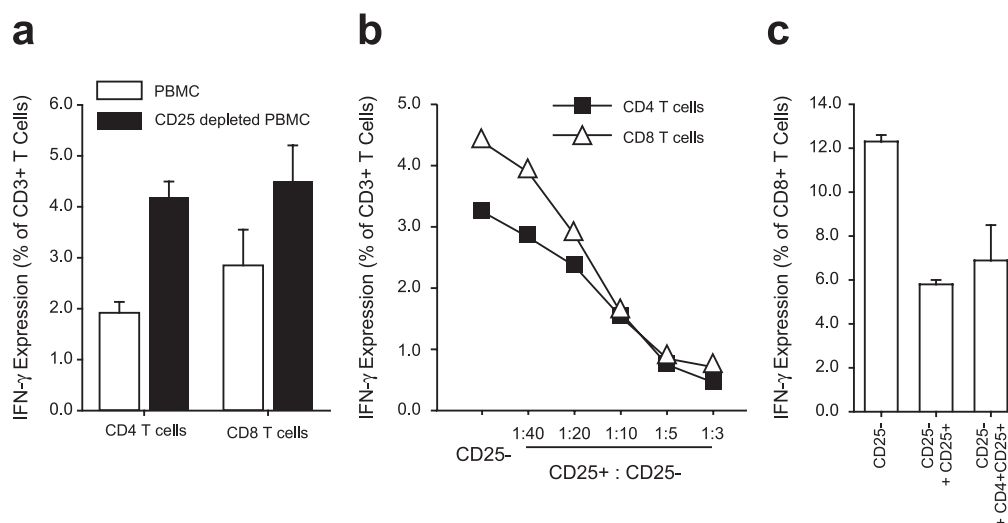 a
PBMC
CD25 depleted PBMC
IFN-γ Expression (% of CD3+ T Cells)
6.0
5.0
4.0
3.0
2.0
1.0
0.0
CD4 T cells
CD8 T cells
b
CD4 T cells
CD8 T cells
IFN-γ Expression (% of CD3+ T Cells)
5.0
4.0
3.0
2.0
1.0
0.0
CD25-
1:40
1:20
1:10
1:5
1:3
CD25+ : CD25-
c
IFN-γ Expression (% of CD8+ T Cells)
14.0
12.0
10.0
8.0
6.0
4.0
2.0
0.0
CD25-
CD25-
+ CD25+
CD25-
+ CD4+CD25+